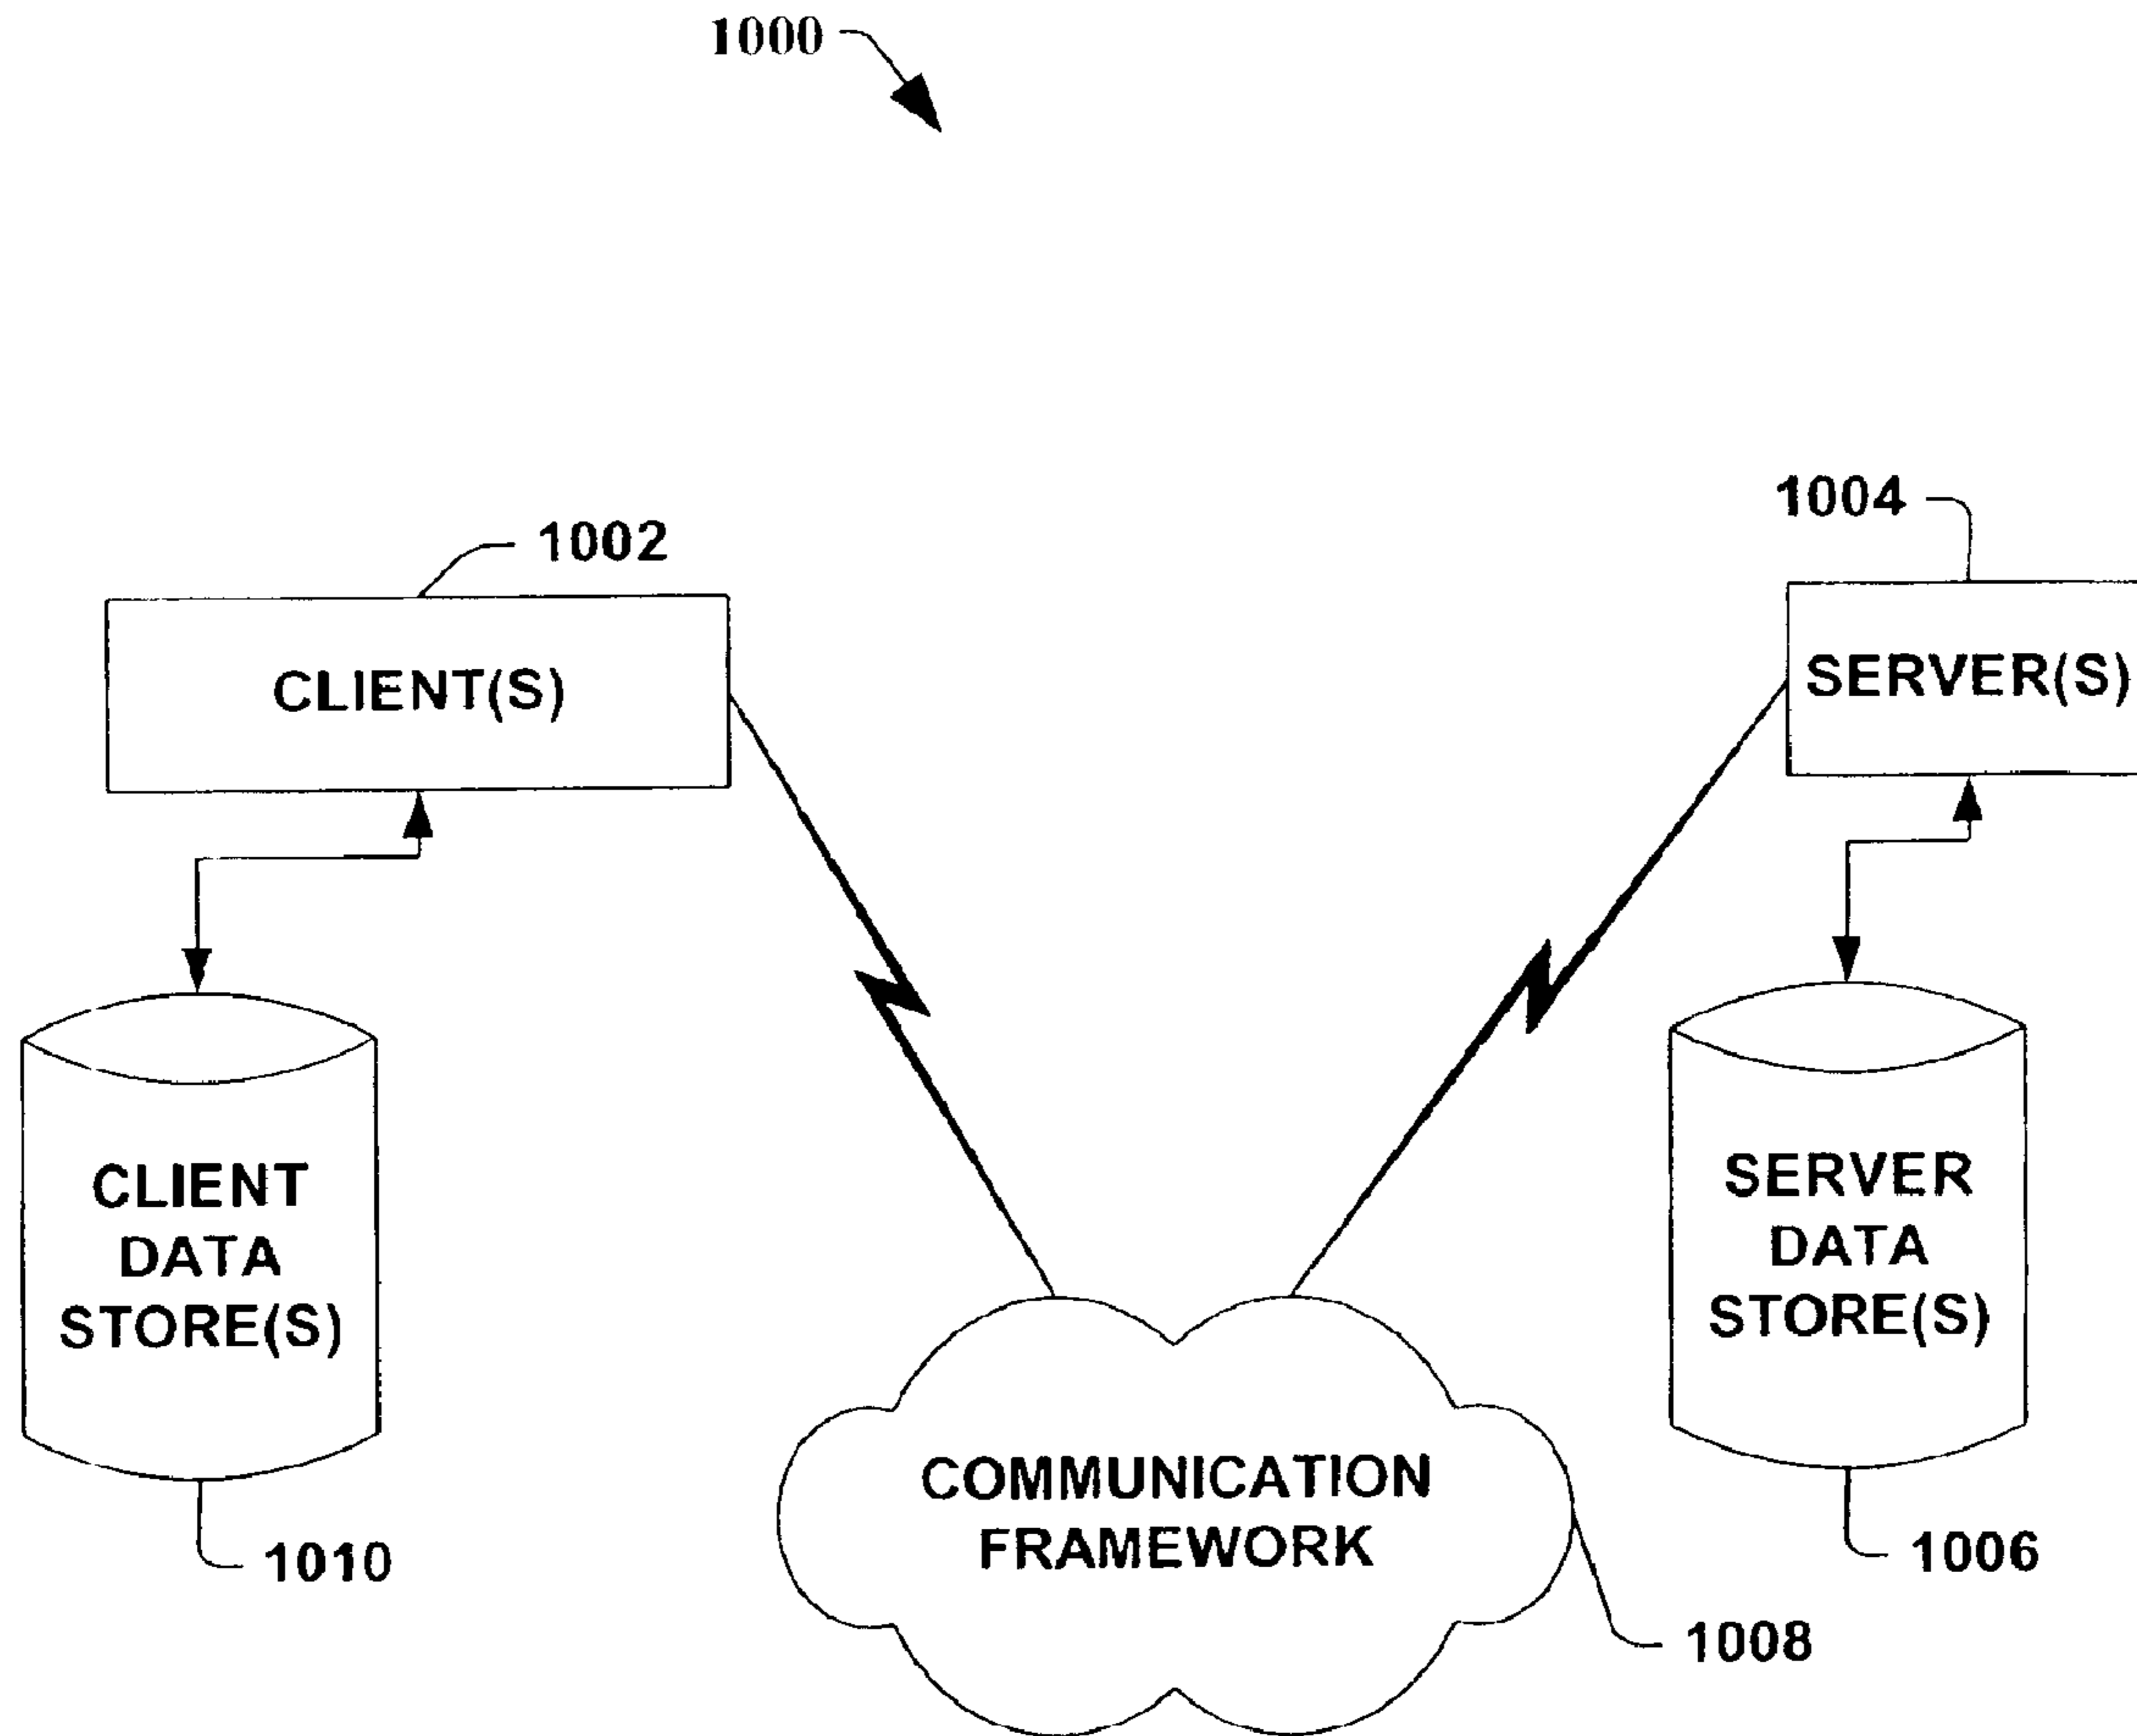 1000
1002
1004
CLIENT(S)
SERVER(S)
CLIENT
DATA
STORE(S)
SERVER
DATA
STORE(S)
COMMUNICATION
FRAMEWORK
1010
1006
1008